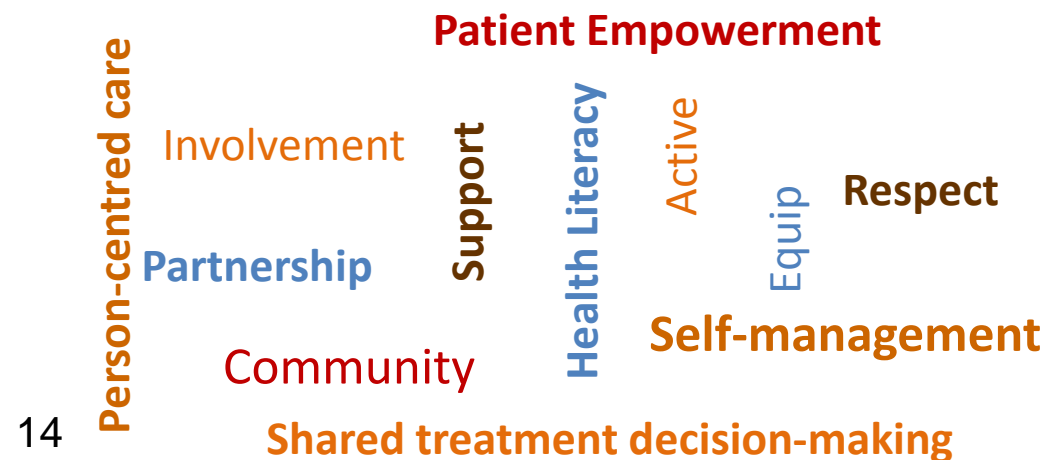 Patient Empowerment
Person-centred care
Involvement
Support
Health Literacy
Active
Equip
Respect
Partnership
Self-management
Community
Shared treatment decision-making
14